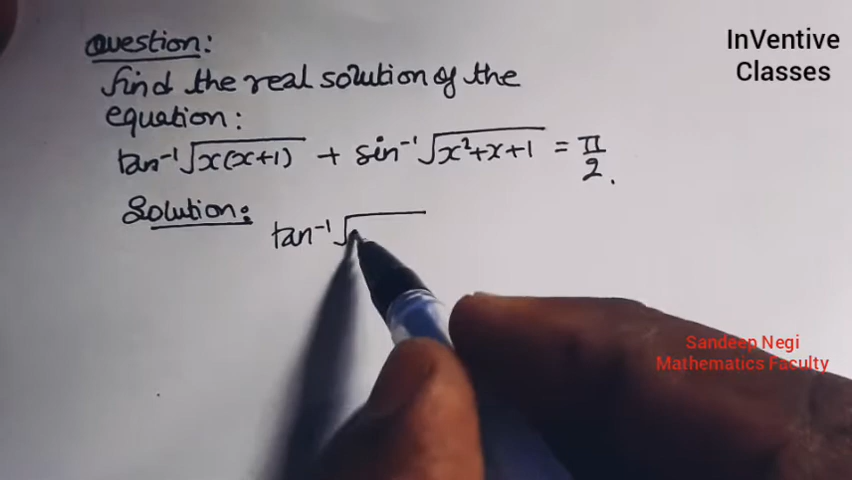 Question:
Find the real solution of the
equation:
tan⁻¹√x(x+1) + sin⁻¹√x²+x+1 = π/2.
Solution:
tan⁻¹√
InVentive
Classes
Sandeep Negi
Mathematics Faculty